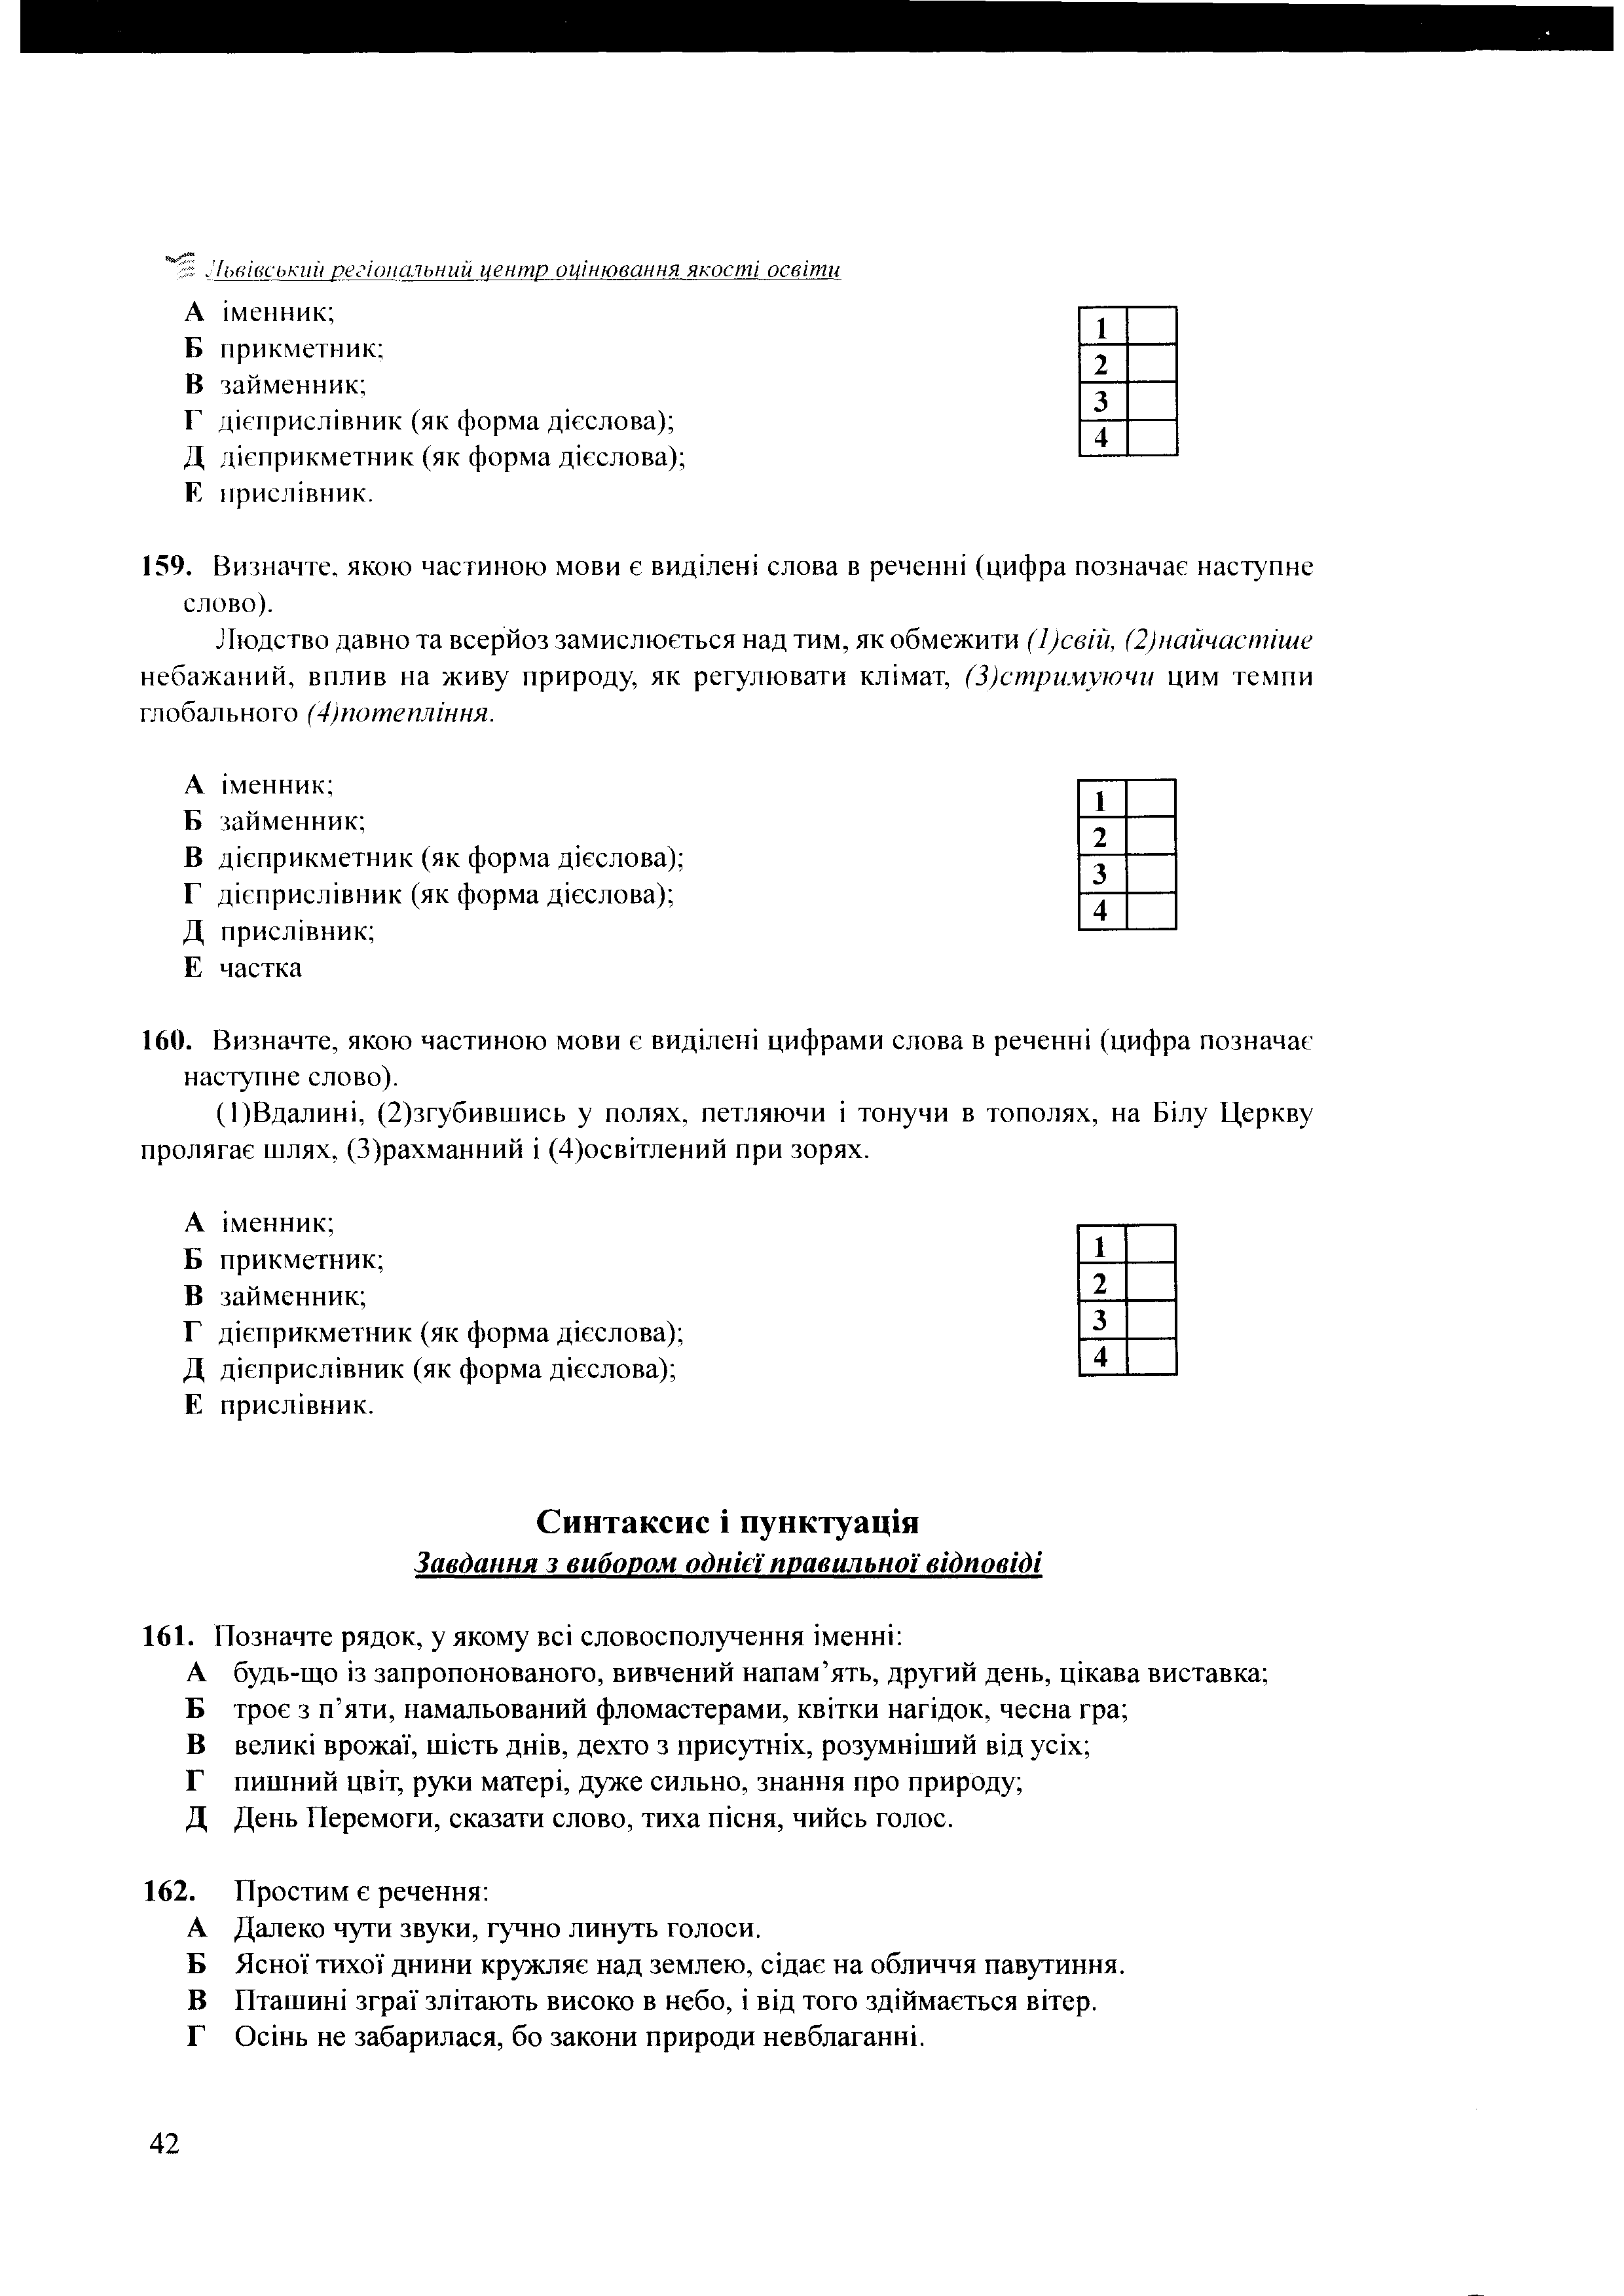 Львівський регіональний центр оцінювання якості освіти
А іменник;
Б прикметник;
В займенник;
Г дієприслівник (як форма дієслова);
Д дієприкметник (як форма дієслова);
Е прислівник.
1
2
3
4
159. Визначте, якою частиною мови є виділені слова в реченні (цифра позначає наступне
слово).
Людство давно та всерйоз замислюється над тим, як обмежити (1)свій, (2)найчастіше
небажаний, вплив на живу природу, як регулювати клімат, (3)стримуючи цим темпи
глобального (4)потепління.
А іменник;
Б займенник;
В дієприкметник (як форма дієслова);
Г дієприслівник (як форма дієслова);
Д прислівник;
Е частка
1
2
3
4
160. Визначте, якою частиною мови є виділені цифрами слова в реченні (цифра позначає
наступне слово).
(1)Вдалині, (2)згубившись у полях, петляючи і тонучи в тополях, на Білу Церкву
пролягає шлях, (3)рахманний і (4)освітлений при зорях.
А іменник;
Б прикметник;
В займенник;
Г дієприкметник (як форма дієслова);
Д дієприслівник (як форма дієслова);
Е прислівник.
1
2
3
4
Синтаксис і пунктуація
Завдання з вибором однієї правильної відповіді
161. Позначте рядок, у якому всі словосполучення іменні:
А будь-що із запропонованого, вивчений напам’ять, другий день, цікава виставка;
Б троє з п’яти, намальований фломастерами, квітки нагідок, чесна гра;
В великі врожаї, шість днів, дехто з присутніх, розумніший від усіх;
Г пишний цвіт, руки матері, дуже сильно, знання про природу;
Д День Перемоги, сказати слово, тиха пісня, чийсь голос.
162. Простим є речення:
А Далеко чути звуки, гучно линуть голоси.
Б Ясної тихої днини кружляє над землею, сідає на обличчя павутиння.
В Пташині зграї злітають високо в небо, і від того здіймається вітер.
Г Осінь не забарилася, бо закони природи невблаганні.
42